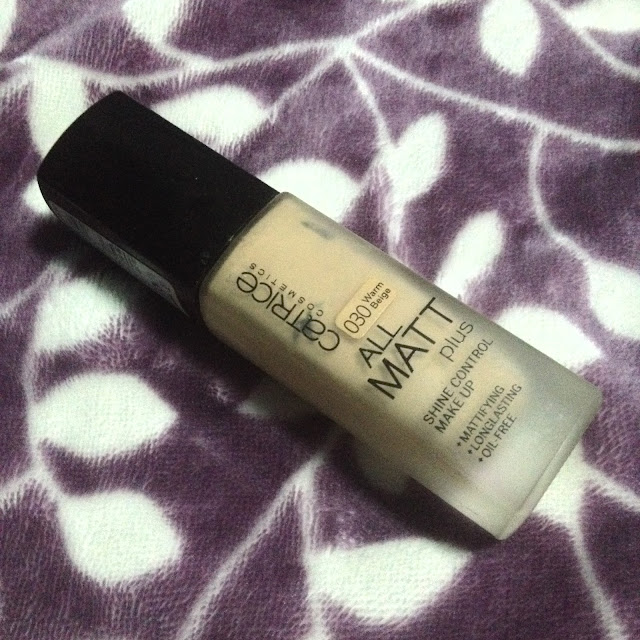 CATRICE
COSMETICS
030 Warm
Beige
ALL
MATT
plus
SHINE CONTROL
MAKE UP
• MATTIFYING
• LONGLASTING
• OIL-FREE